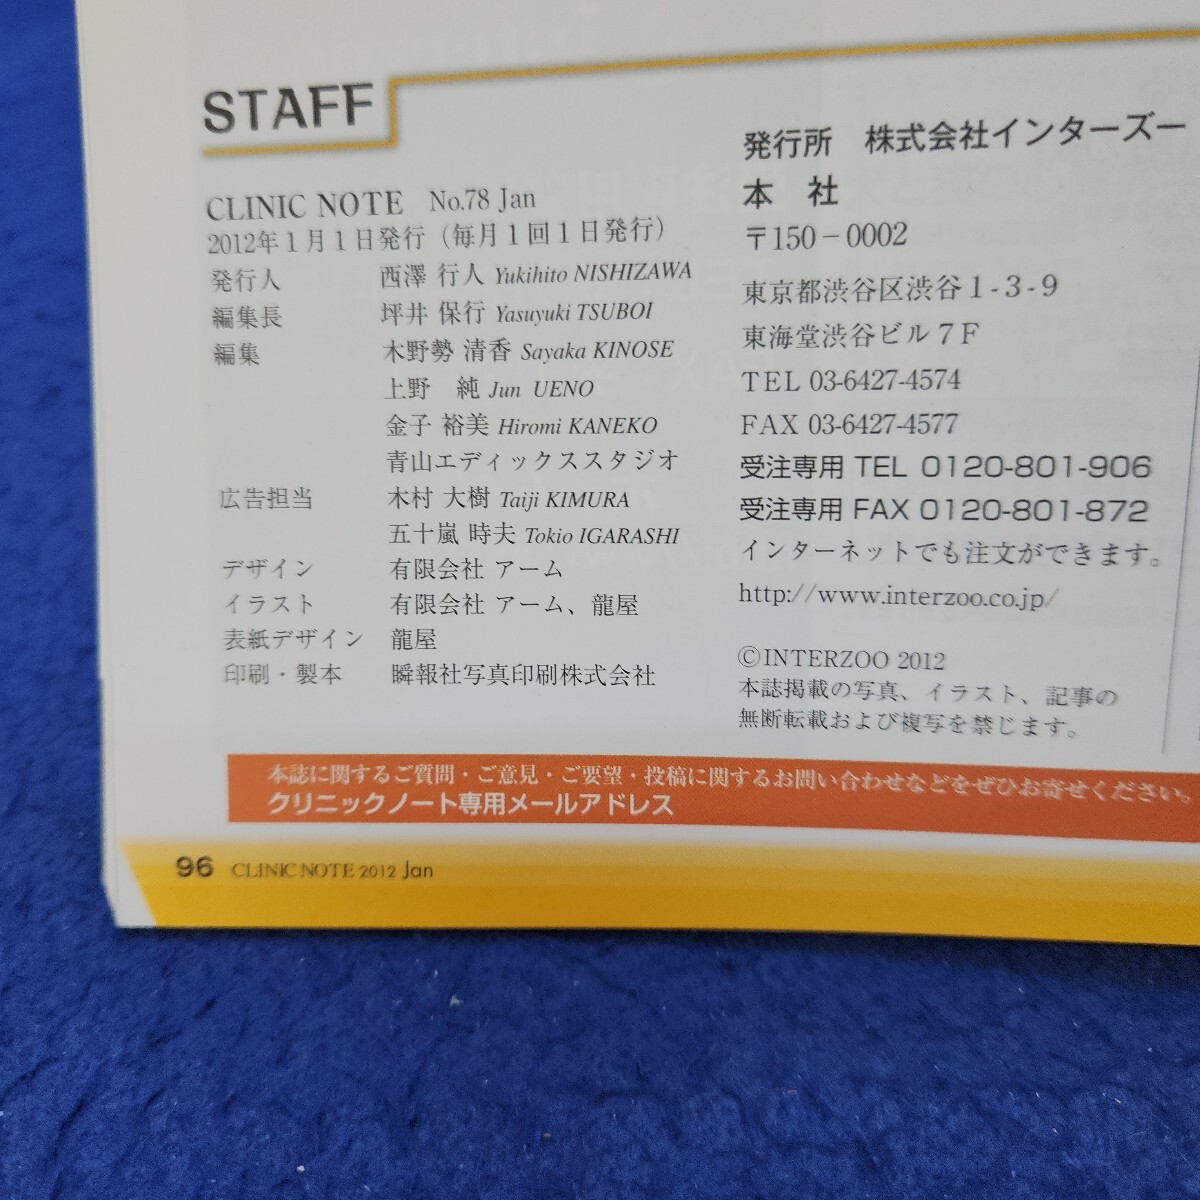 STAFF
CLINIC NOTE No.78 Jan
2012年1月1日発行（毎月1回1日発行）
発行人 西澤 行人 Yukihito NISHIZAWA
編集長 坪井 保行 Yasuyuki TSUBOI
編集 木野勢 清香 Sayaka KINOSE
上野 純 Jun UENO
金子 裕美 Hiromi KANEKO
青山エディックススタジオ
広告担当 木村 大樹 Taiji KIMURA
五十嵐 時夫 Tokio IGARASHI
デザイン 有限会社 アーム
イラスト 有限会社 アーム、龍屋
表紙デザイン 龍屋
印刷・製本 瞬報社写真印刷株式会社
発行所 株式会社インターズー
本 社
〒150-0002
東京都渋谷区渋谷1-3-9
東海堂渋谷ビル7F
TEL 03-6427-4574
FAX 03-6427-4577
受注専用 TEL 0120-801-906
受注専用 FAX 0120-801-872
インターネットでも注文ができます。
http://www.interzoo.co.jp/
©INTERZOO 2012
本誌掲載の写真、イラスト、記事の
無断転載および複写を禁じます。
本誌に関するご質問・ご意見・ご要望・投稿に関するお問い合わせなどをぜひお寄せください。
クリニックノート専用メールアドレス
96 CLINIC NOTE 2012 Jan